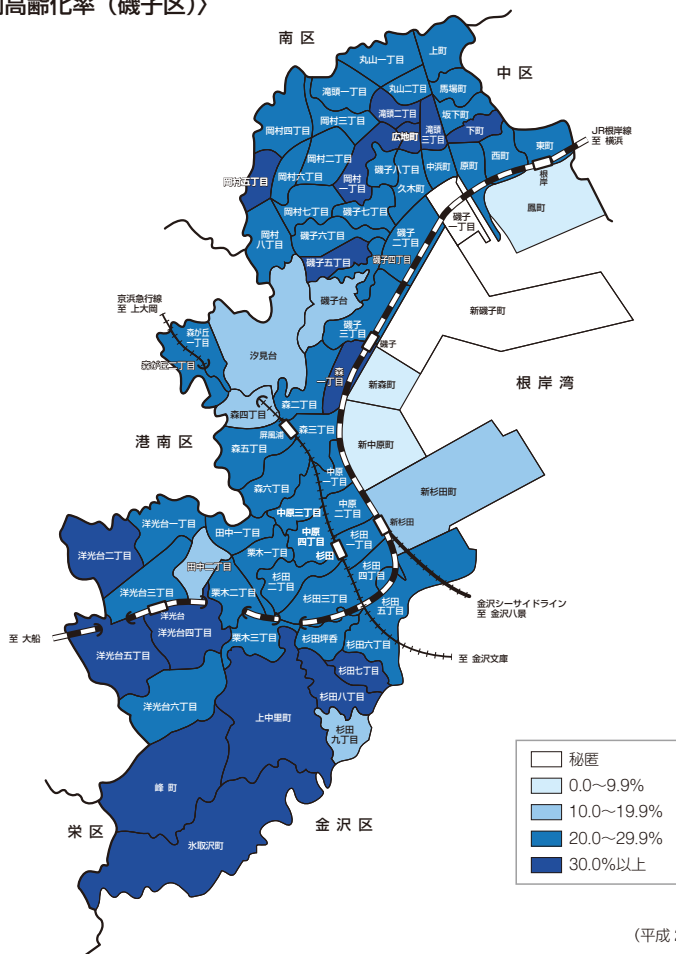 高齢化率（磯子区）〉
南 区
上町
丸山一丁目
中 区
丸山二丁目
馬場町
滝頭一丁目
滝頭二丁目
坂下町
岡村三丁目
岡村四丁目
広地町
滝頭
三丁目
下町
JR根岸線
至 横浜
東町
西町
原町
中浜町
岡村二丁目
磯子八丁目
根岸
岡村六丁目
岡村五丁目
岡村
一丁目
久木町
鳳町
磯子
一丁目
岡村七丁目
磯子七丁目
岡村
八丁目
磯子六丁目
磯子
二丁目
磯子五丁目
磯子四丁目
京浜急行線
至 上大岡
磯子台
新磯子町
磯子
三丁目
森が丘
一丁目
磯子
汐見台
森が丘二丁目
森
一丁目
新森町
根岸湾
森二丁目
森四丁目
港南区
屏風浦
森三丁目
森五丁目
新中原町
中原
一丁目
新杉田町
森六丁目
中原三丁目
中原
二丁目
新杉田
洋光台一丁目
田中一丁目
中原
四丁目
杉田
杉田
一丁目
洋光台二丁目
栗木一丁目
田中二丁目
杉田
二丁目
杉田
四丁目
洋光台三丁目
栗木二丁目
杉田三丁目
杉田
五丁目
金沢シーサイドライン
至 金沢八景
洋光台
至 大船
洋光台四丁目
栗木三丁目
杉田坪呑
杉田六丁目
洋光台五丁目
至 金沢文庫
杉田七丁目
洋光台六丁目
杉田八丁目
上中里町
杉田
九丁目
峰 町
栄 区
金 沢 区
氷取沢町
秘匿
0.0〜9.9%
10.0〜19.9%
20.0〜29.9%
30.0%以上
（平成